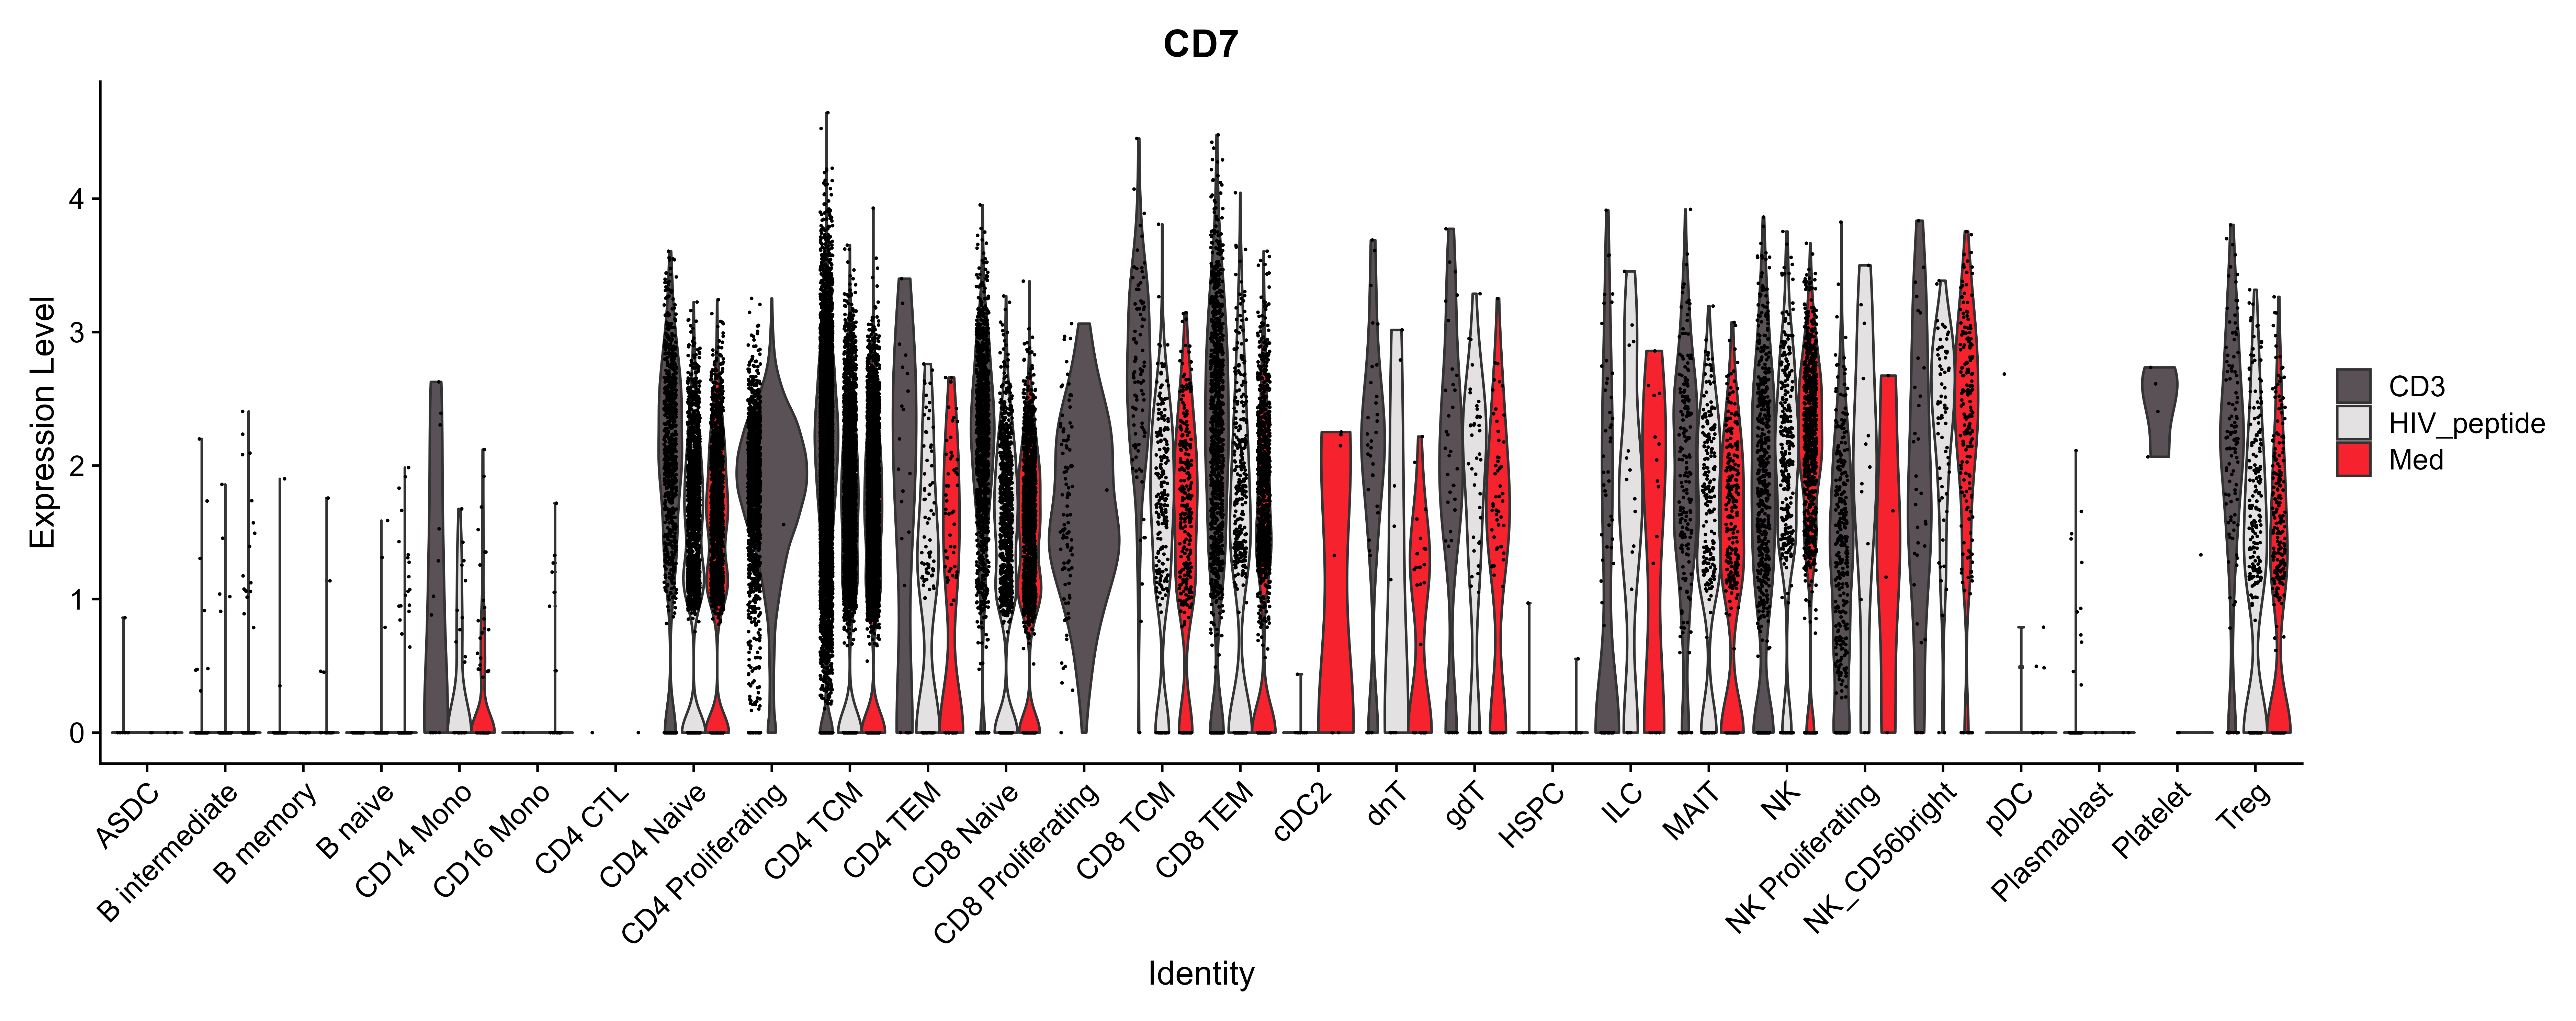 CD7
Expression Level
4
3
2
1
0
ASDC
B intermediate
B memory
B naive
CD14 Mono
CD16 Mono
CD4 CTL
CD4 Naive
CD4 Proliferating
CD4 TCM
CD4 TEM
CD8 Naive
CD8 Proliferating
CD8 TCM
CD8 TEM
cDC2
dnT
gdT
HSPC
ILC
MAIT
NK
NK Proliferating
NK_CD56bright
pDC
Plasmablast
Platelet
Treg
Identity
CD3
HIV_peptide
Med